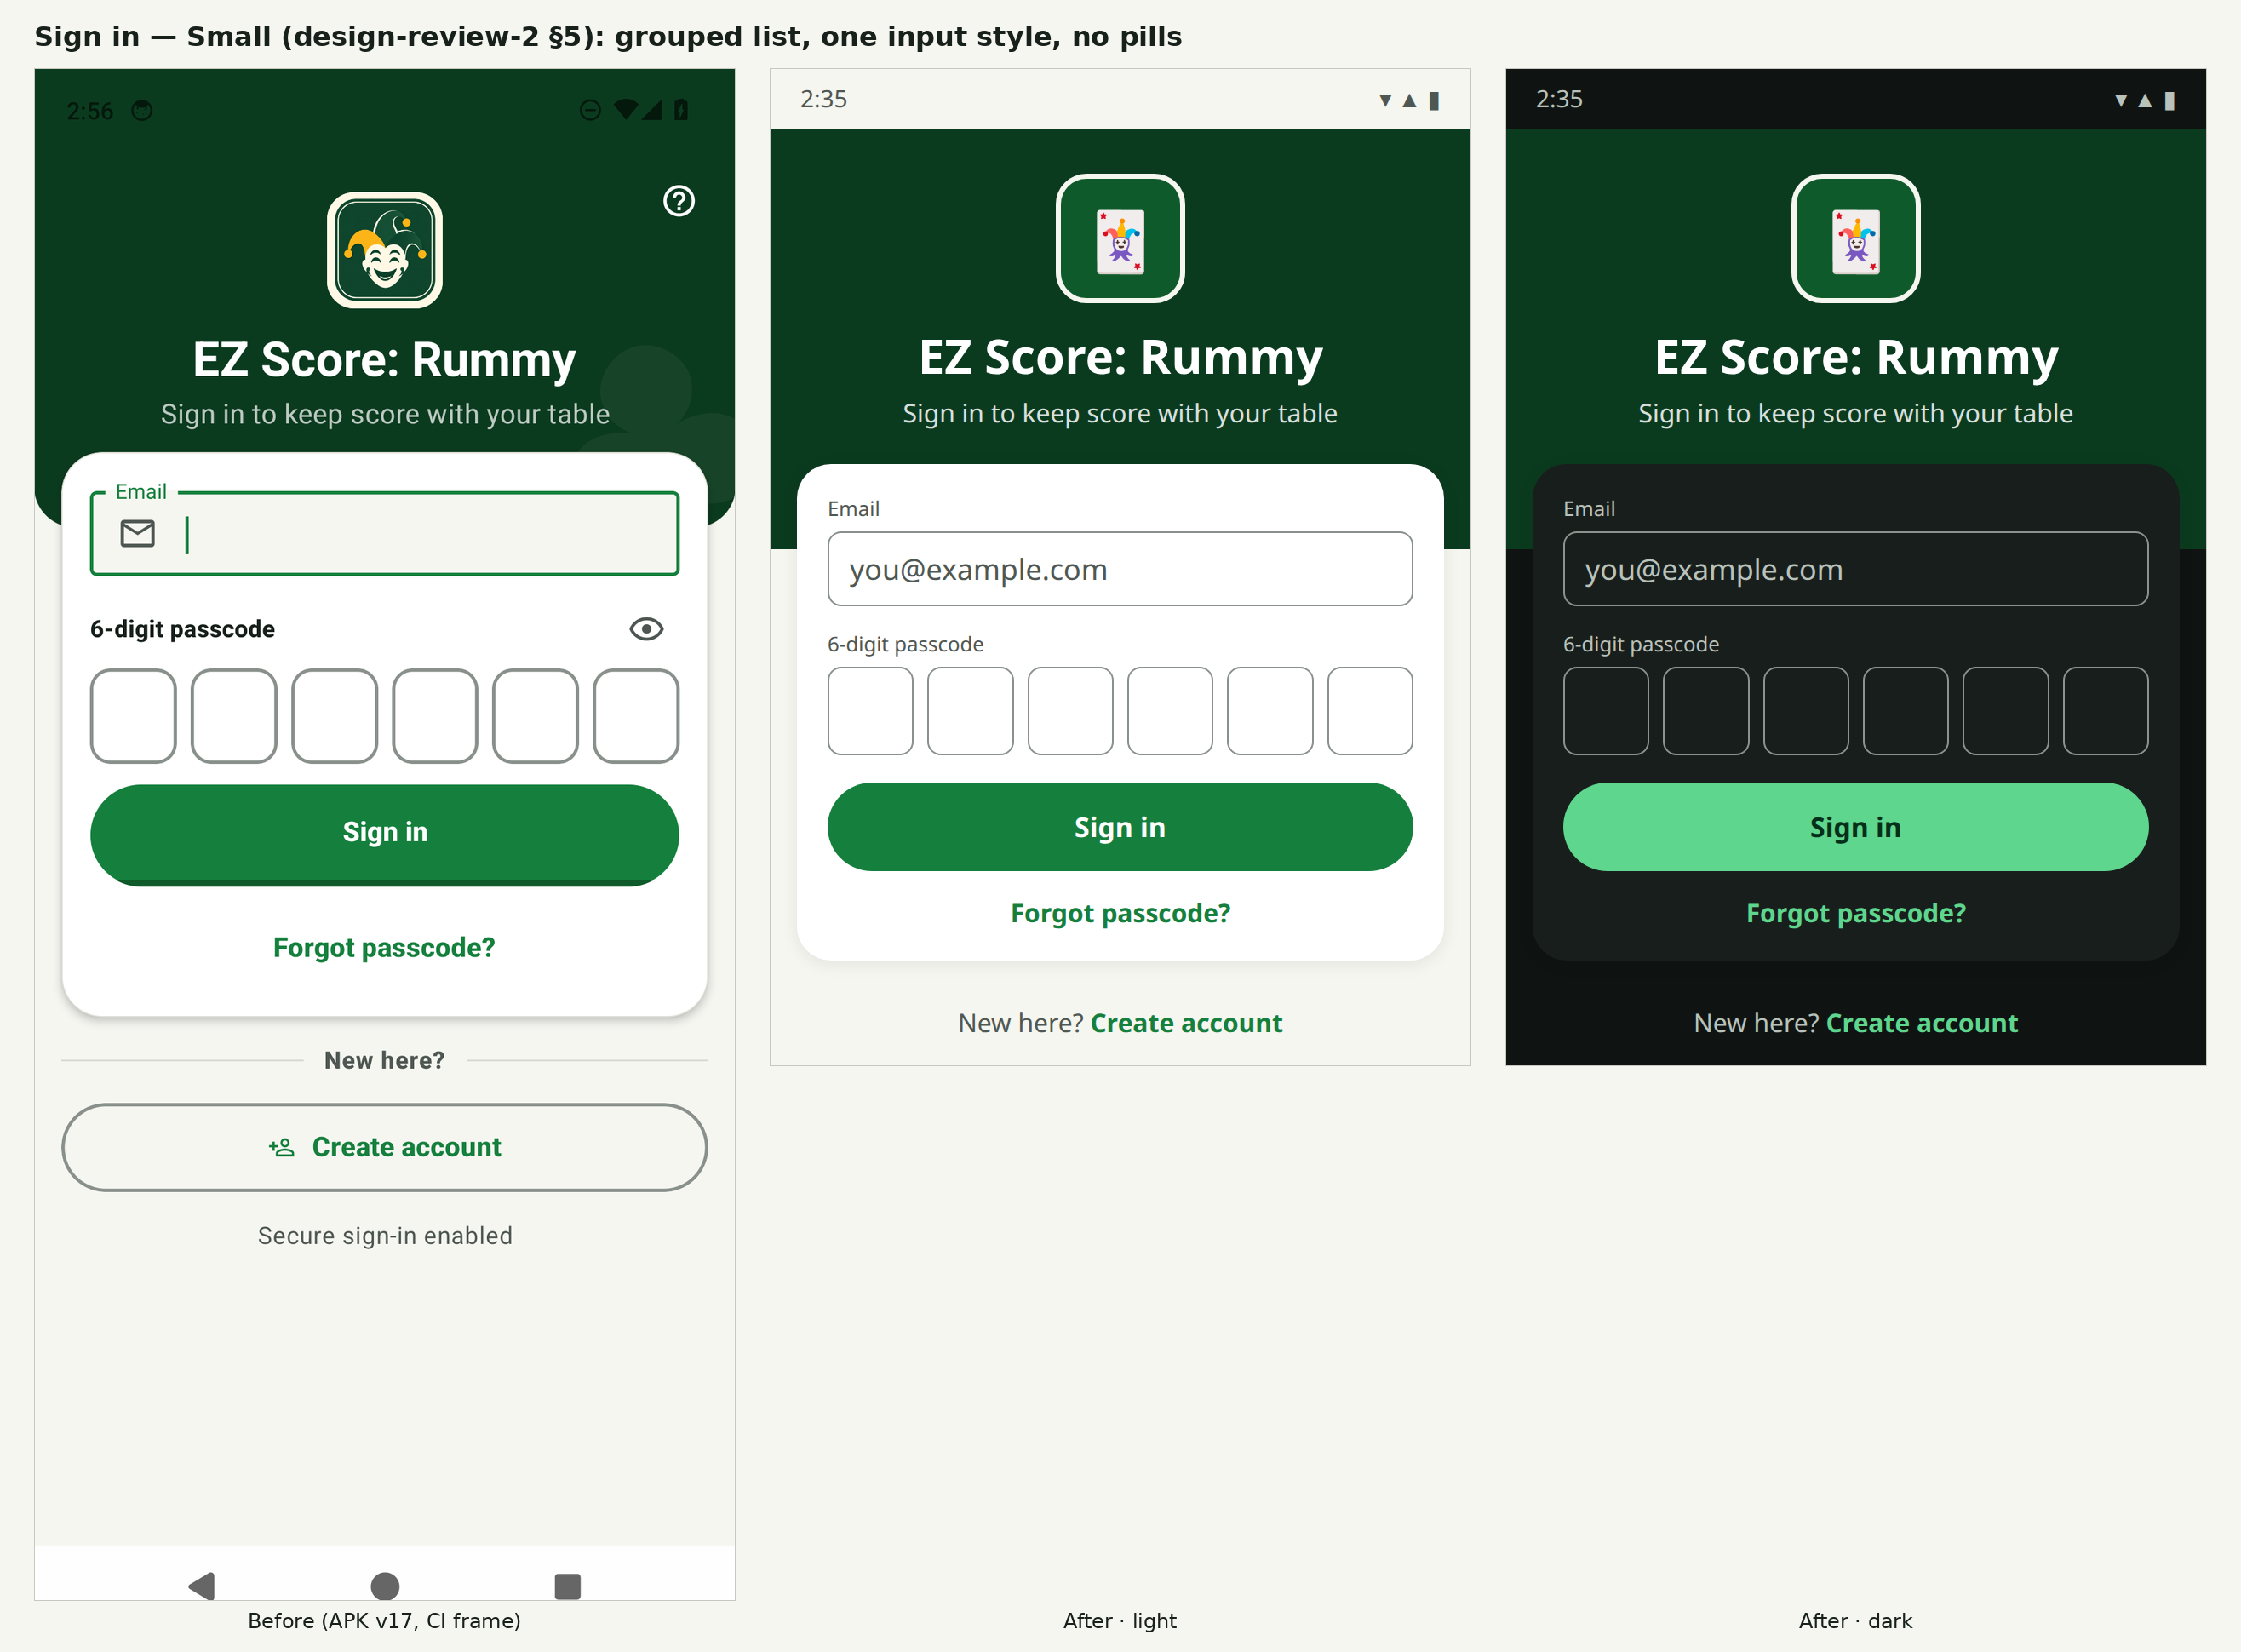 Sign in — Small (design-review-2 §5): grouped list, one input style, no pills
2:56
EZ Score: Rummy
Sign in to keep score with your table
Email
6-digit passcode
Sign in
Forgot passcode?
New here?
Create account
Secure sign-in enabled
Before (APK v17, CI frame)
2:35
EZ Score: Rummy
Sign in to keep score with your table
Email
you@example.com
6-digit passcode
Sign in
Forgot passcode?
New here? Create account
After · light
2:35
EZ Score: Rummy
Sign in to keep score with your table
Email
you@example.com
6-digit passcode
Sign in
Forgot passcode?
New here? Create account
After · dark